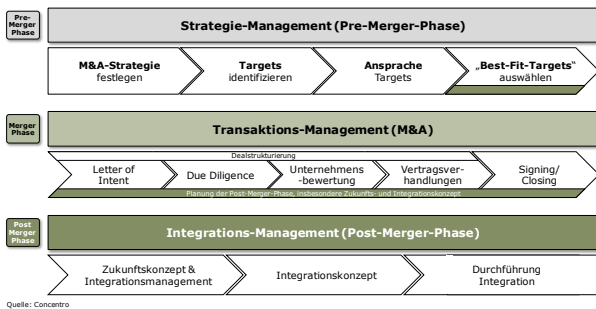 Pre-
Merger
Phase
Strategie-Management (Pre-Merger-Phase)
M&A-Strategie
festlegen
Targets
identifizieren
Ansprache
Targets
„Best-Fit-Targets“
auswählen
Merger
Phase
Transaktions-Management (M&A)
Dealstrukturierung
Letter of
Intent
Due Diligence
Unternehmens
-bewertung
Vertragsver-
handlungen
Signing/
Closing
Planung der Post-Merger-Phase, insbesondere Zukunfts- und Integrationskonzept
Post
Merger
Phase
Integrations-Management (Post-Merger-Phase)
Zukunftskonzept &
Integrationsmanagement
Integrationskonzept
Durchführung
Integration
Quelle: Concentro